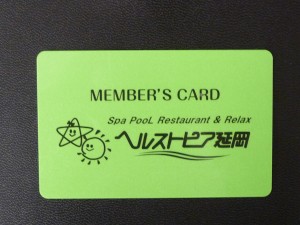 MEMBER'S CARD
Spa PooL Restaurant & Relax
ヘルストピア延岡